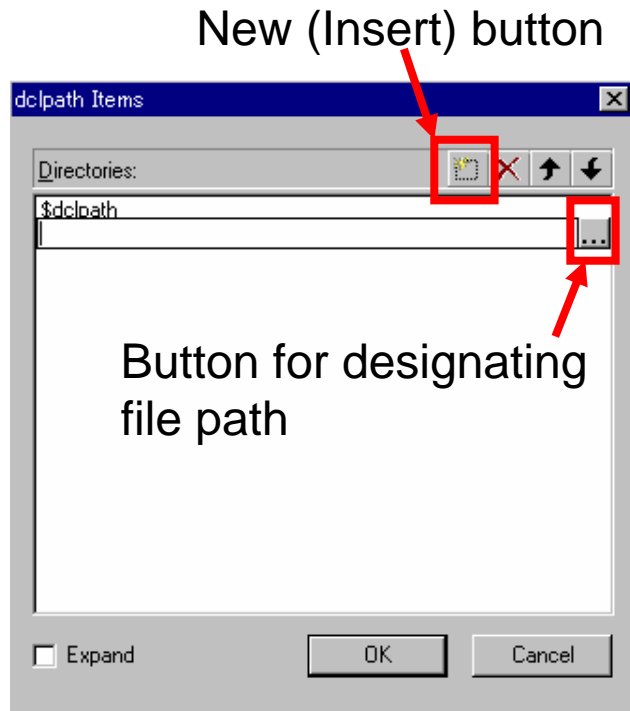 New (Insert) button
dclpath Items
Directories:
$dclpath
...
Button for designating
file path
Expand
OK
Cancel